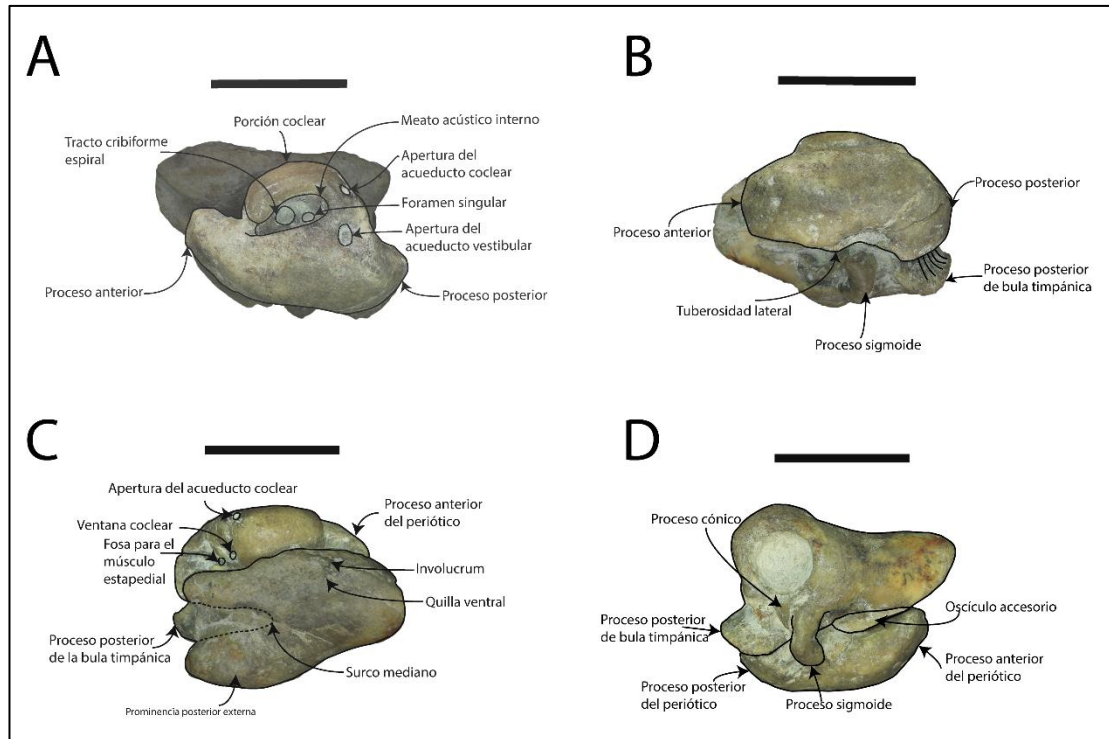 A
Porción coclear
Meato acústico interno
Tracto cribiforme
espiral
Apertura del
acueducto coclear
Foramen singular
Apertura del
acueducto vestibular
Proceso anterior
Proceso posterior
B
Proceso posterior
Proceso anterior
Proceso posterior
de bula timpánica
Tuberosidad lateral
Proceso sigmoide
C
Apertura del acueducto coclear
Proceso anterior
del periótico
Ventana coclear
Fosa para el
músculo
estapedial
Involucrum
Quilla ventral
Proceso posterior
de la bula timpánica
Surco mediano
Prominencia posterior externa
D
Proceso cónico
Oscículo accesorio
Proceso posterior
de bula timpánica
Proceso anterior
del periótico
Proceso posterior
del periótico
Proceso sigmoide